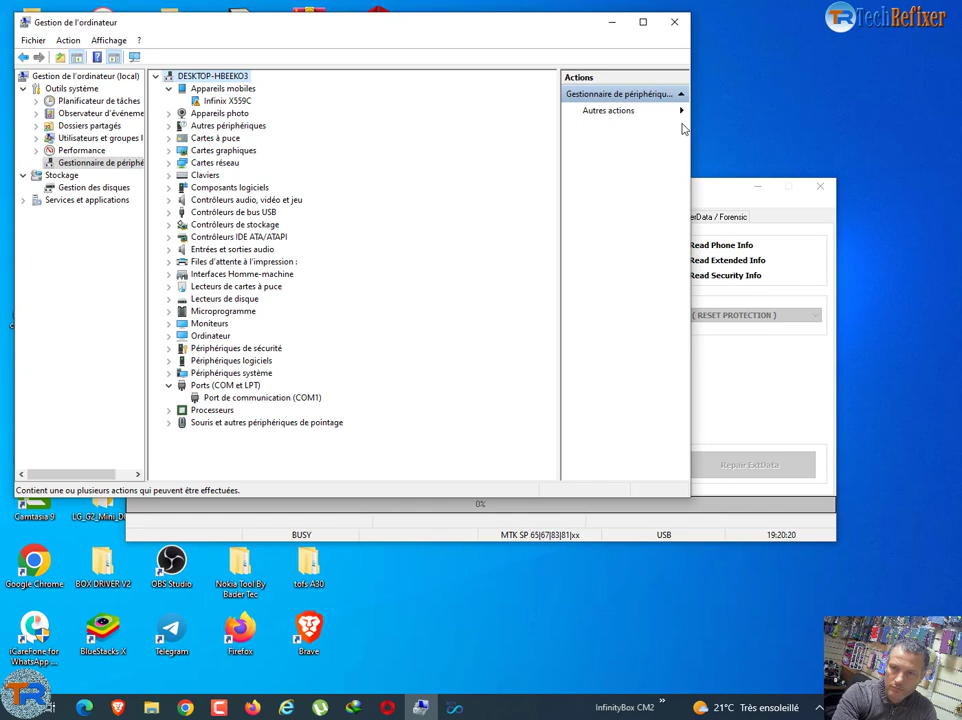 Gestion de l'ordinateur
TR TechRefixer
Fichier Action Affichage ?
Gestion de l'ordinateur (local)
Outils système
Planificateur de tâches
Observateur d'événeme
Dossiers partagés
Utilisateurs et groupes l
Performance
Gestionnaire de périphé
Stockage
Gestion des disques
Services et applications
DESKTOP-HBEEKO3
Appareils mobiles
Infinix X559C
Appareils photo
Autres périphériques
Cartes à puce
Cartes graphiques
Cartes réseau
Claviers
Composants logiciels
Contrôleurs audio, vidéo et jeu
Contrôleurs de bus USB
Contrôleurs de stockage
Contrôleurs IDE ATA/ATAPI
Entrées et sorties audio
Files d'attente à l'impression :
Interfaces Homme-machine
Lecteurs de cartes à puce
Lecteurs de disque
Microprogramme
Moniteurs
Ordinateur
Périphériques de sécurité
Périphériques logiciels
Périphériques système
Ports (COM et LPT)
Port de communication (COM1)
Processeurs
Souris et autres périphériques de pointage
Actions
Gestionnaire de périphériqu...
Autres actions
Contient une ou plusieurs actions qui peuvent être effectuées.
erData / Forensic
Read Phone Info
Read Extended Info
Read Security Info
( RESET PROTECTION )
Repair ExtData
0%
BUSY MTK SP 65|67|83|81|xx USB 19:20:20
Camtasia 9
Google Chrome
BOX DRIVER V2
OBS Studio
Nokia Tool By Bader Tec
tofs A30
iCareFone for WhatsApp ...
BlueStacks X
Telegram
Firefox
Brave
InfinityBox CM2
»
21°C Très ensoleillé
TR